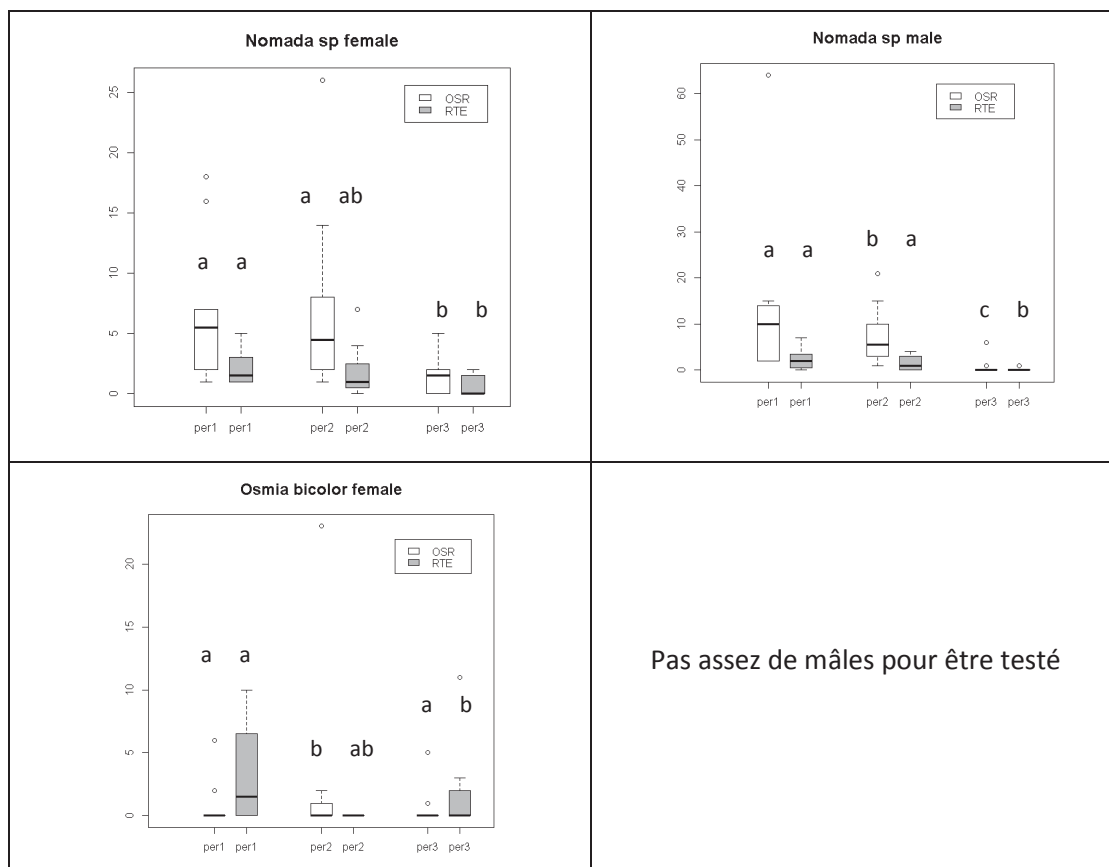 Nomada sp female
25
20
15
10
5
0
OSR
RTE
a a
a ab
b b
per1 per1 per2 per2 per3 per3
Nomada sp male
60
50
40
30
20
10
0
OSR
RTE
a a
b a
c b
per1 per1 per2 per2 per3 per3
Osmia bicolor female
20
15
10
5
0
OSR
RTE
a a
b ab
a b
per1 per1 per2 per2 per3 per3
Pas assez de mâles pour être testé